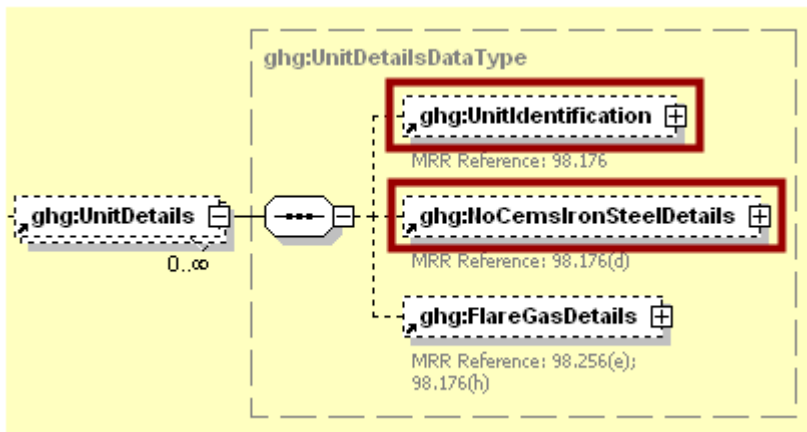 ghg:UnitDetailsDataType
ghg:UnitIdentification
MRR Reference: 98.176
ghg:UnitDetails
0..∞
ghg:NoCemsIronSteelDetails
MRR Reference: 98.176(d)
ghg:FlareGasDetails
MRR Reference: 98.256(e);
98.176(h)